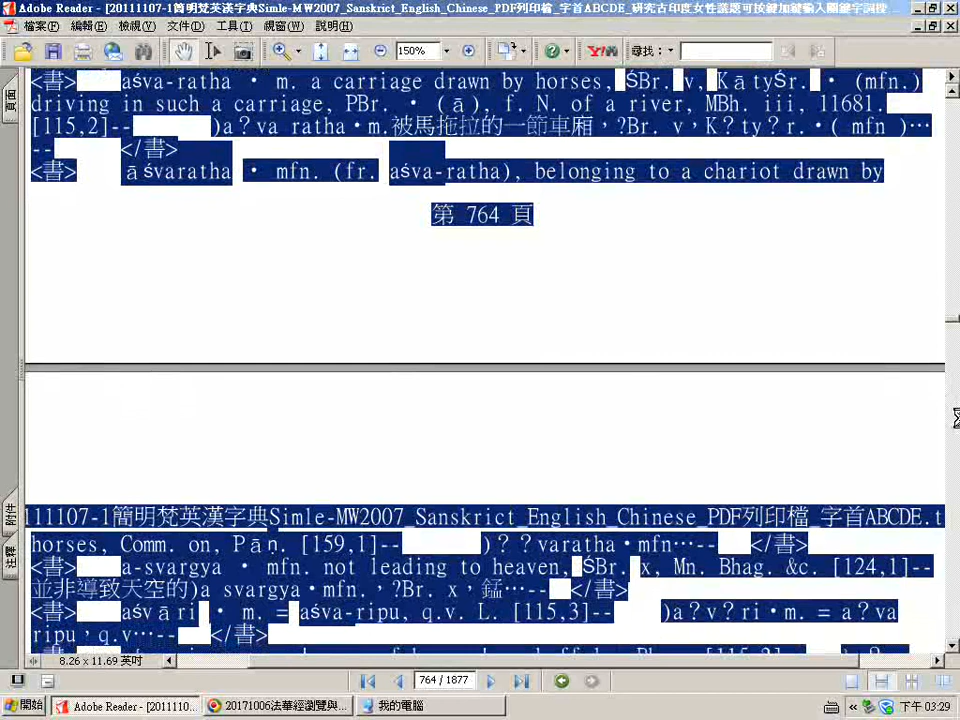 Adobe Reader - [20111107-1簡明梵英漢字典Simle-MW2007_Sanskrict_English_Chinese_PDF列印檔_字首ABCDE_研究古印度女性議題可按鍵加鍵輸入關鍵字詞搜
檔案(F) 編輯(E) 檢視(V) 文件(D) 工具(T) 視窗(W) 說明(H)
150% 尋找:
頁面
<書> aśva-ratha · m. a carriage drawn by horses, ŚBr. v, KātyŚr. · (mfn.)
driving in such a carriage, PBr. · (ā), f. N. of a river, MBh. iii, 11681.
[115,2]-- )a?va ratha·m.被馬拖拉的一節車廂，?Br. v，K?ty?r.·( mfn )…
-- </書>
<書> āśvaratha · mfn. (fr. aśva-ratha), belonging to a chariot drawn by
第 764 頁
111107-1簡明梵英漢字典Simle-MW2007_Sanskrict_English_Chinese_PDF列印檔_字首ABCDE.t
horses, Comm. on, Pāṇ. [159,1]-- )??varatha·mfn…-- </書>
<書> a-svargya · mfn. not leading to heaven, ŚBr. x, Mn. Bhag. &c. [124,1]--
並非導致天空的)a svargya·mfn.，?Br. x，錳…-- </書>
<書> aśvāri · m. = aśva-ripu, q.v. L. [115,3]-- )a?v?ri·m. = a?va
ripu，q.v…-- </書>
附件
注釋
8.26 x 11.69 英吋
764 / 1877
開始 Adobe Reader - [2011110... 20171006法華經瀏覽與... 我的電腦 下午 03:29